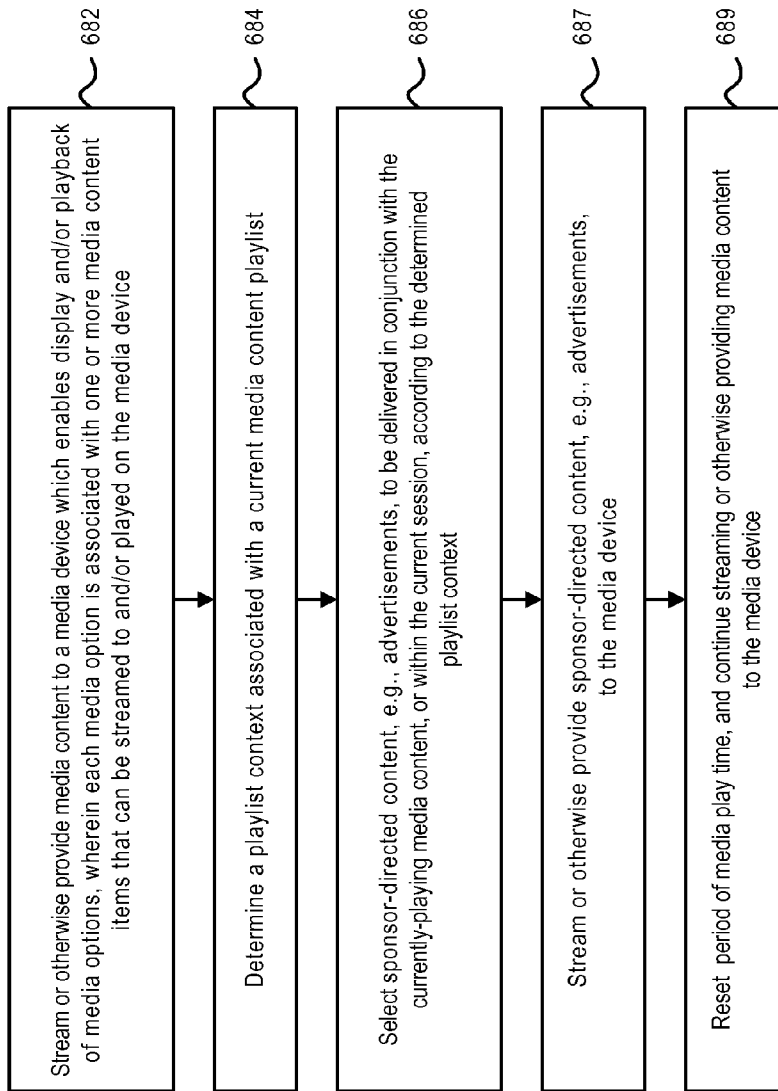 Stream or otherwise provide media content to a media device which enables display and/or playback
of media options, wherein each media option is associated with one or more media content
items that can be streamed to and/or played on the media device
682
Determine a playlist context associated with a current media content playlist
684
Select sponsor-directed content, e.g., advertisements, to be delivered in conjunction with the
currently-playing media content, or within the current session, according to the determined
playlist context
686
Stream or otherwise provide sponsor-directed content, e.g., advertisements,
to the media device
687
Reset period of media play time, and continue streaming or otherwise providing media content
to the media device
689